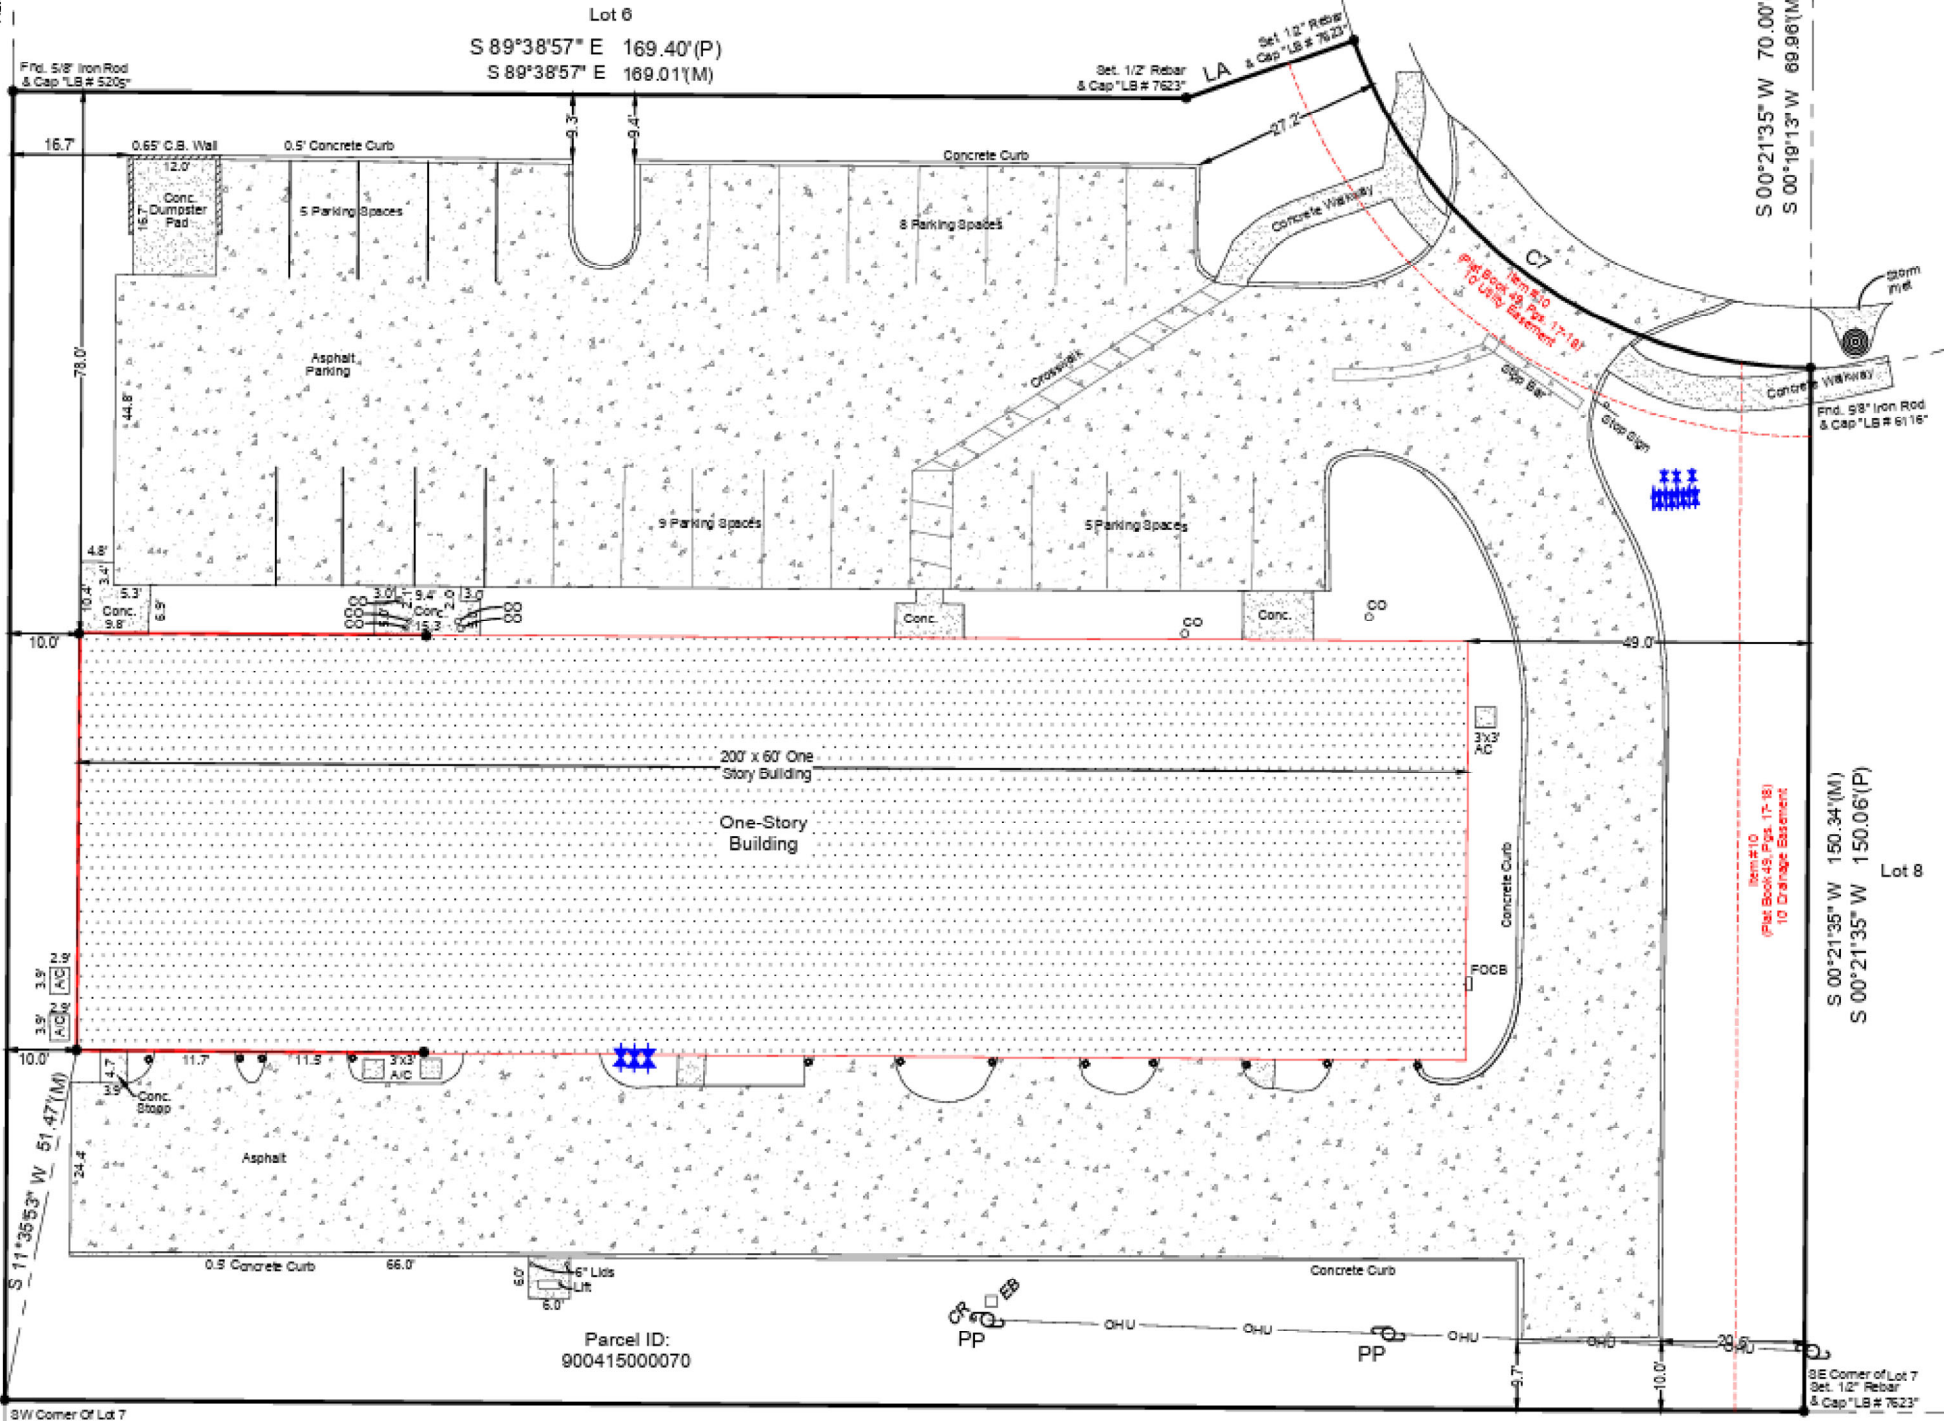 Lot 6
S 89°38'57" E 169.40'(P)
S 89°38'57" E 169.01'(M)
Fnd. 5/8" Iron Rod
& Cap "LB # 5205"
Set. 1/2" Rebar
& Cap "LB # 7623"
LA
Set. 1/2" Rebar
& Cap "LB # 7623"
S 00°21'35" W 70.00'
S 00°19'13" W 69.96'(M
16.7'
0.65' C.B. Wall
12.0'
0.5' Concrete Curb
9.3'
9.4'
Concrete Curb
27.2'
Conc.
Dumpster
Pad
16.7'
5 Parking Spaces
8 Parking Spaces
Concrete Walkway
C7
Item #10
(Plat Book 49, Pgs. 17-18)
10' Utility Easement
Storm
Inlet
78.0'
Asphalt
Parking
44.8'
Crosswalk
Stop Bar
Stop Sign
Concrete Walkway
Fnd. 5/8" Iron Rod
& Cap "LB # 6116"
9 Parking Spaces
5 Parking Spaces
4.8'
3.4'
10.4'
5.3'
Conc.
9.8'
6.9'
3.0'
9.4'
2.0'
3.0'
CO
CO
CO
Conc.
15.3'
CO
CO
Conc.
CO
Conc.
CO
10.0'
49.0'
200' x 60' One
Story Building
One-Story
Building
3'x3'
AC
Concrete Curb
FOCB
Item #10
(Plat Book 49, Pgs. 17-18)
10' Drainage Easement
S 00°21'35" W 150.34'(M)
S 00°21'35" W 150.06'(P)
Lot 8
2.9'
3.9'
A/C
3.9'
A/C
10.0'
4.7'
3.9'
11.7'
11.5'
3'x3'
A/C
Conc.
Stopp
S 11°35'53" W 51.47'(M)
24.4'
Asphalt
0.5' Concrete Curb
66.0'
6.0'
6" Lids
Lift
6.0'
Concrete Curb
Parcel ID:
900415000070
CR
EB
PP
OHU
OHU
PP
OHU
OHU
OHU
9.7'
10.0'
SE Corner of Lot 7
Set. 1/2" Rebar
& Cap "LB # 7623"
SW Corner Of Lot 7